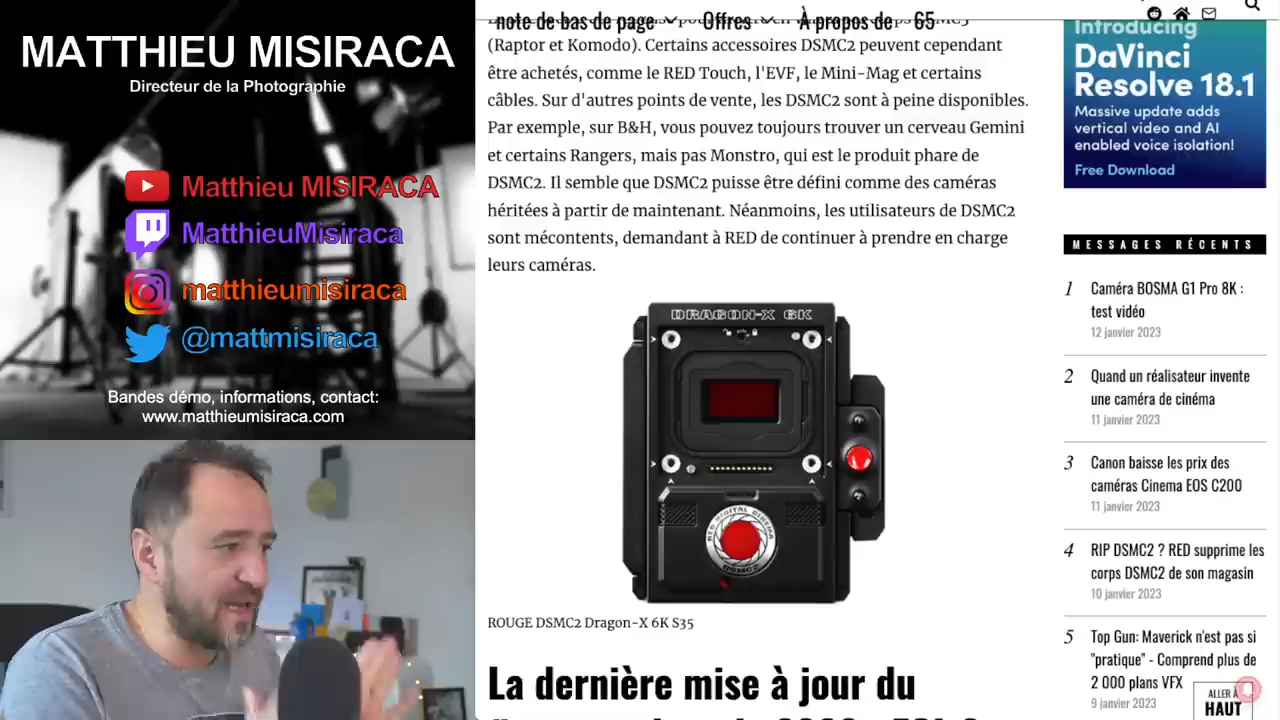 MATTHIEU MISIRACA
Directeur de la Photographie
Matthieu MISIRACA
MatthieuMisiraca
matthieumisiraca
@mattmisiraca
Bandes démo, informations, contact:
www.matthieumisiraca.com
note de bas de page
Offres
À propos de
65
(Raptor et Komodo). Certains accessoires DSMC2 peuvent cependant
être achetés, comme le RED Touch, l'EVF, le Mini-Mag et certains
câbles. Sur d'autres points de vente, les DSMC2 sont à peine disponibles.
Par exemple, sur B&H, vous pouvez toujours trouver un cerveau Gemini
et certains Rangers, mais pas Monstro, qui est le produit phare de
DSMC2. Il semble que DSMC2 puisse être défini comme des caméras
héritées à partir de maintenant. Néanmoins, les utilisateurs de DSMC2
sont mécontents, demandant à RED de continuer à prendre en charge
leurs caméras.
DRAGON-X 6K
RED DIGITAL CINEMA
DSMC2
ROUGE DSMC2 Dragon-X 6K S35
La dernière mise à jour du
Introducing
DaVinci
Resolve 18.1
Massive update adds
vertical video and AI
enabled voice isolation!
Free Download
MESSAGES RÉCENTS
1 Caméra BOSMA G1 Pro 8K :
test vidéo
12 janvier 2023
2 Quand un réalisateur invente
une caméra de cinéma
11 janvier 2023
3 Canon baisse les prix des
caméras Cinema EOS C200
11 janvier 2023
4 RIP DSMC2 ? RED supprime les
corps DSMC2 de son magasin
10 janvier 2023
5 Top Gun: Maverick n'est pas si
"pratique" - Comprend plus de
2 000 plans VFX
9 janvier 2023
ALLER À
HAUT